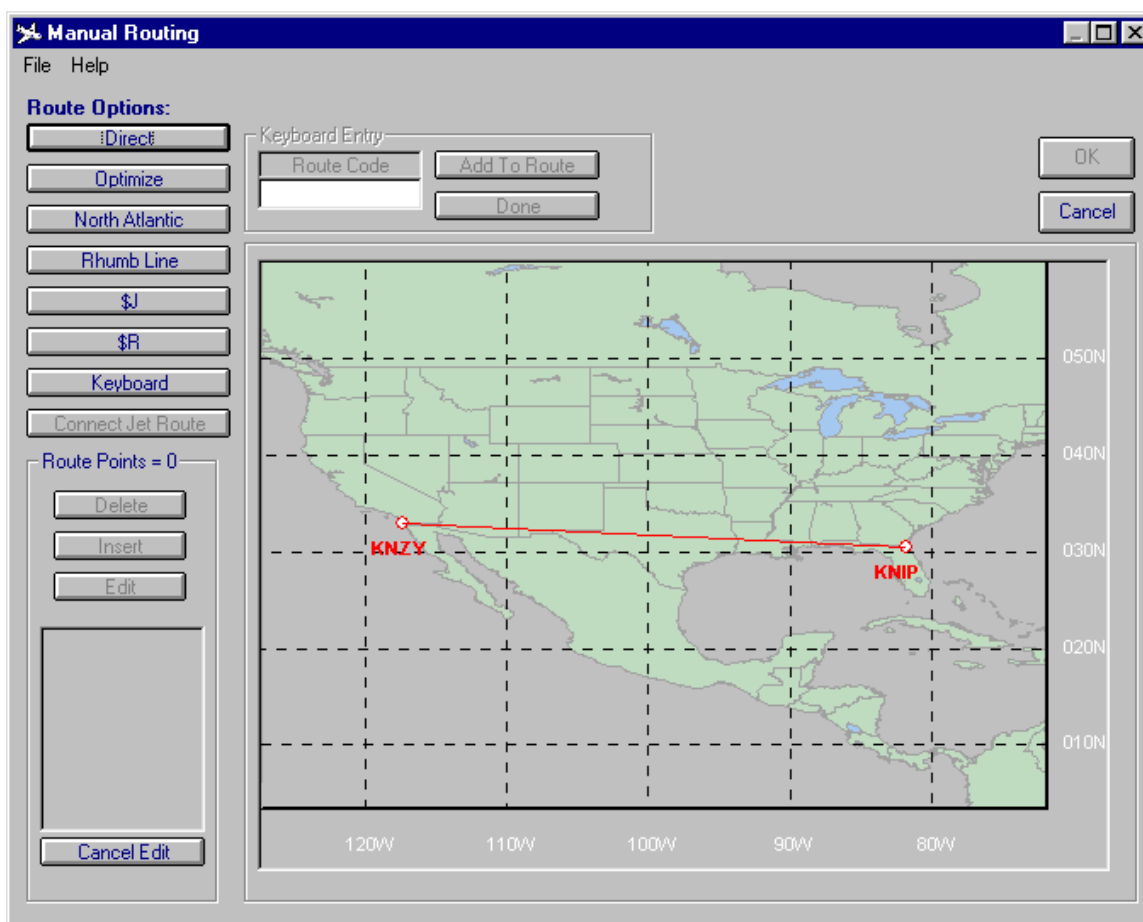 Manual Routing
File Help
Route Options:
Direct
Optimize
North Atlantic
Rhumb Line
$J
$R
Keyboard
Connect Jet Route
Keyboard Entry
Route Code
Add To Route
Done
OK
Cancel
Route Points = 0
Delete
Insert
Edit
Cancel Edit
KNZY
KNIP
050N
040N
030N
020N
010N
120W 110W 100W 90W 80W